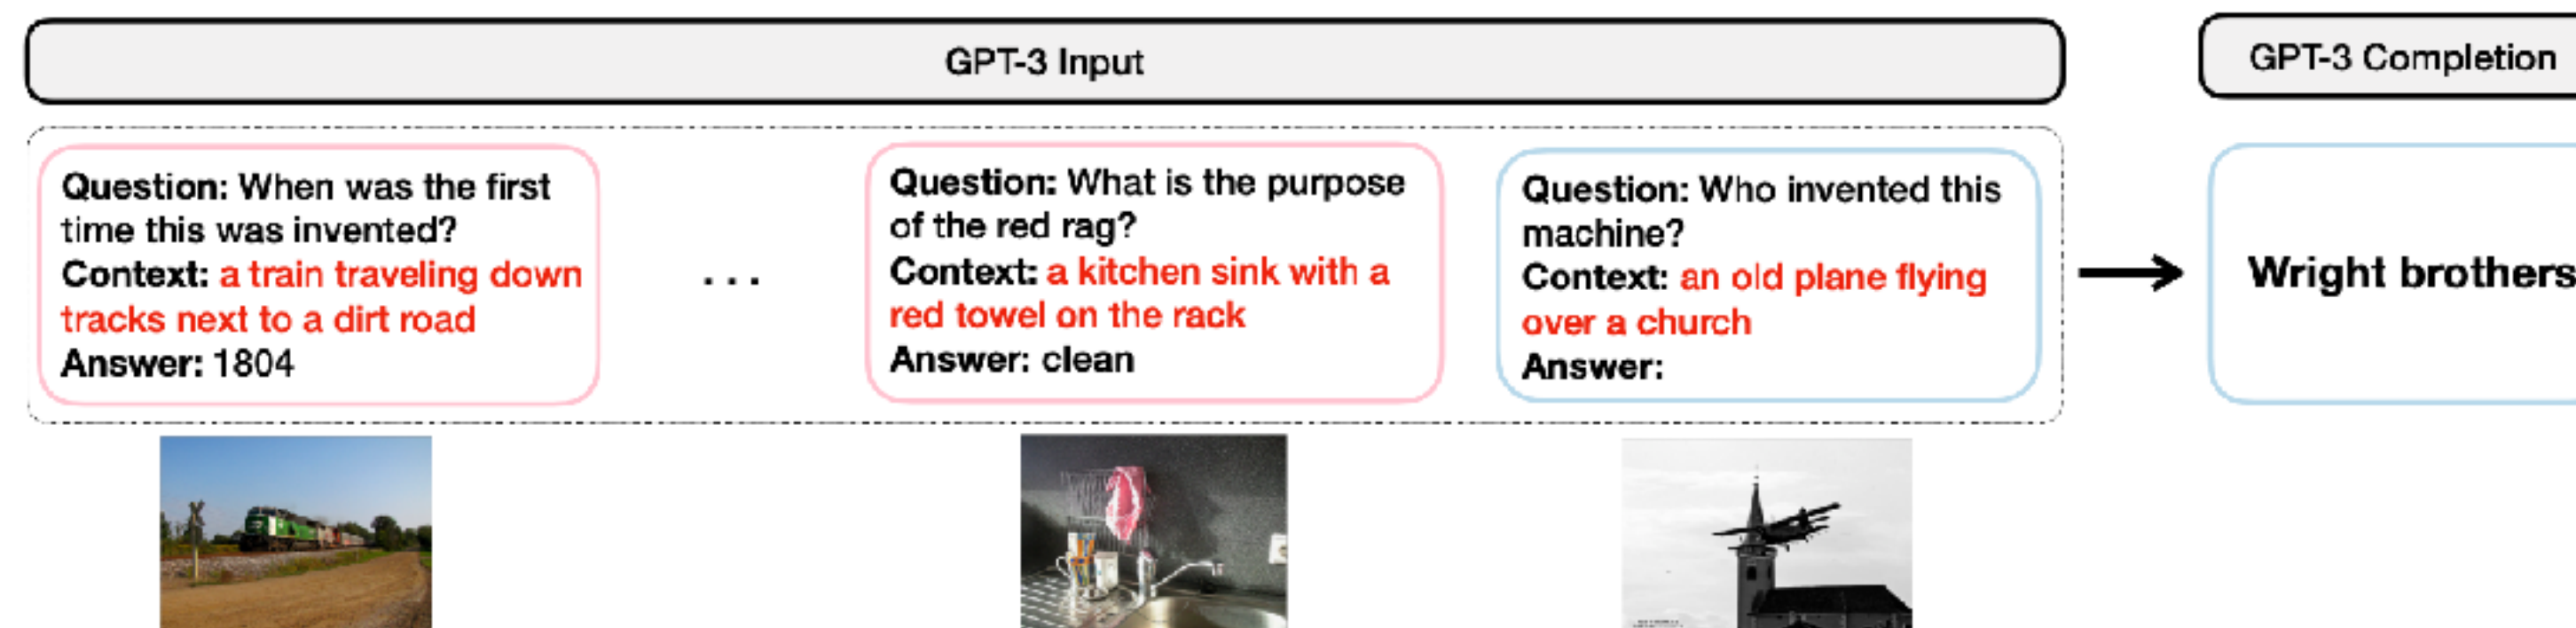 GPT-3 Input
GPT-3 Completion
Question: When was the first
time this was invented?
Context: a train traveling down
tracks next to a dirt road
Answer: 1804
...
Question: What is the purpose
of the red rag?
Context: a kitchen sink with a
red towel on the rack
Answer: clean
Question: Who invented this
machine?
Context: an old plane flying
over a church
Answer:
Wright brothers